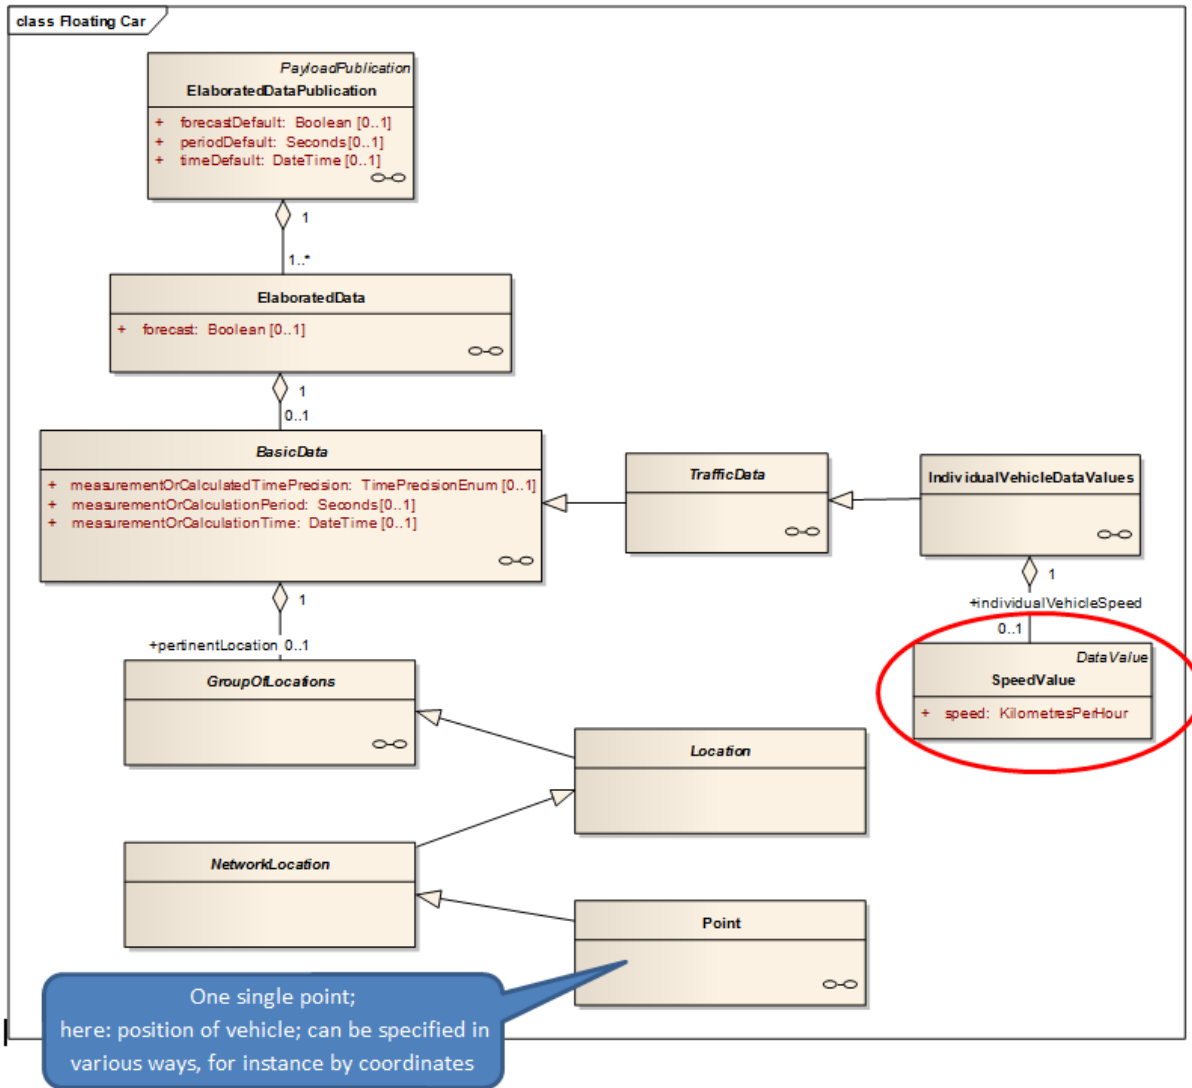 class Floating Car
PayloadPublication
ElaboratedDataPublication
+ forecastDefault: Boolean [0..1]
+ periodDefault: Seconds[0..1]
+ timeDefault: DateTime [0..1]
1
1..*
ElaboratedData
+ forecast: Boolean [0..1]
1
0..1
BasicData
+ measurementOrCalculatedTimePrecision: TimePrecisionEnum [0..1]
+ measurementOrCalculationPeriod: Seconds[0..1]
+ measurementOrCalculationTime: DateTime [0..1]
TrafficData
IndividualVehicleDataValues
1
+individualVehicleSpeed
0..1
DataValue
SpeedValue
+ speed: KilometresPerHour
1
+pertinentLocation 0..1
GroupOfLocations
Location
NetworkLocation
Point
One single point;
here: position of vehicle; can be specified in
various ways, for instance by coordinates